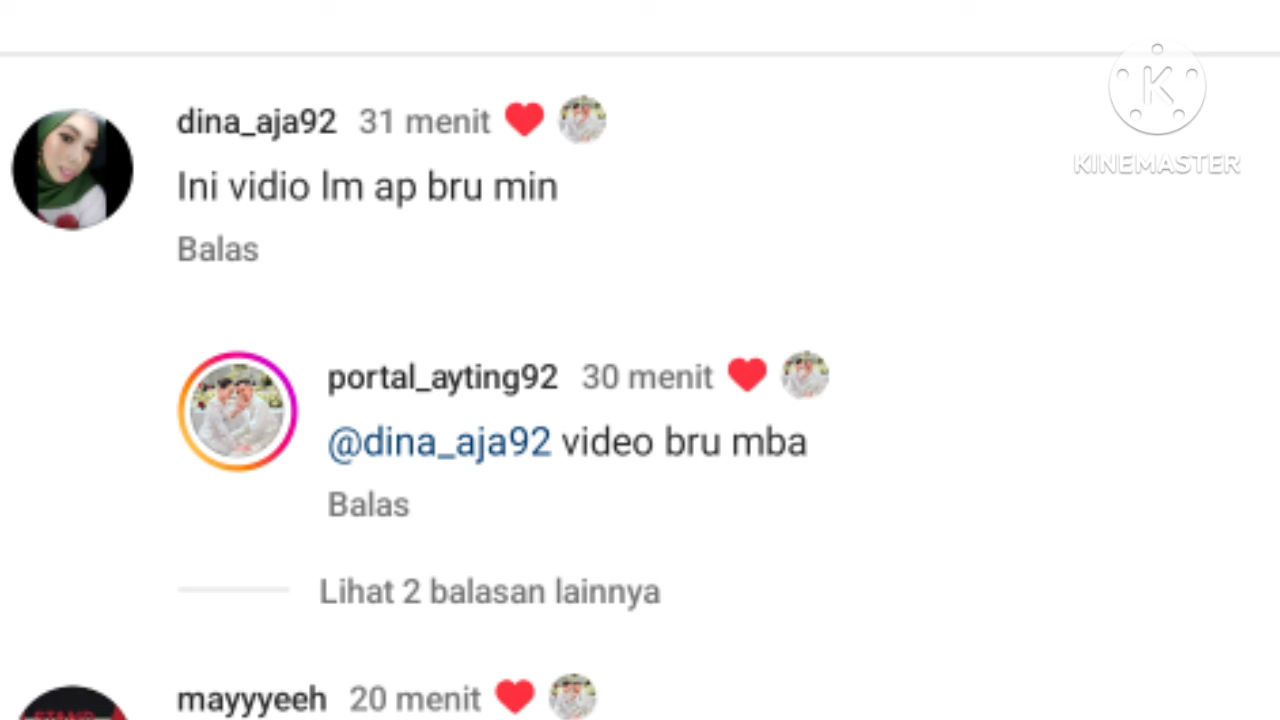 dina_aja92 31 menit
Ini vidio lm ap bru min
Balas
portal_ayting92 30 menit
@dina_aja92 video bru mba
Balas
Lihat 2 balasan lainnya
mayyyeeh 20 menit
STAND
K
KINEMASTER